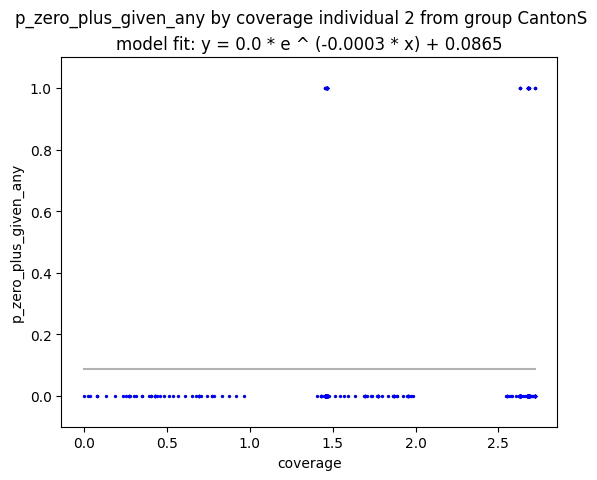 p_zero_plus_given_any by coverage individual 2 from group CantonS
model fit: y = 0.0 * e ^ (-0.0003 * x) + 0.0865
1.0
0.8
0.6
0.4
0.2
0.0
p_zero_plus_given_any
0.0 0.5 1.0 1.5 2.0 2.5
coverage